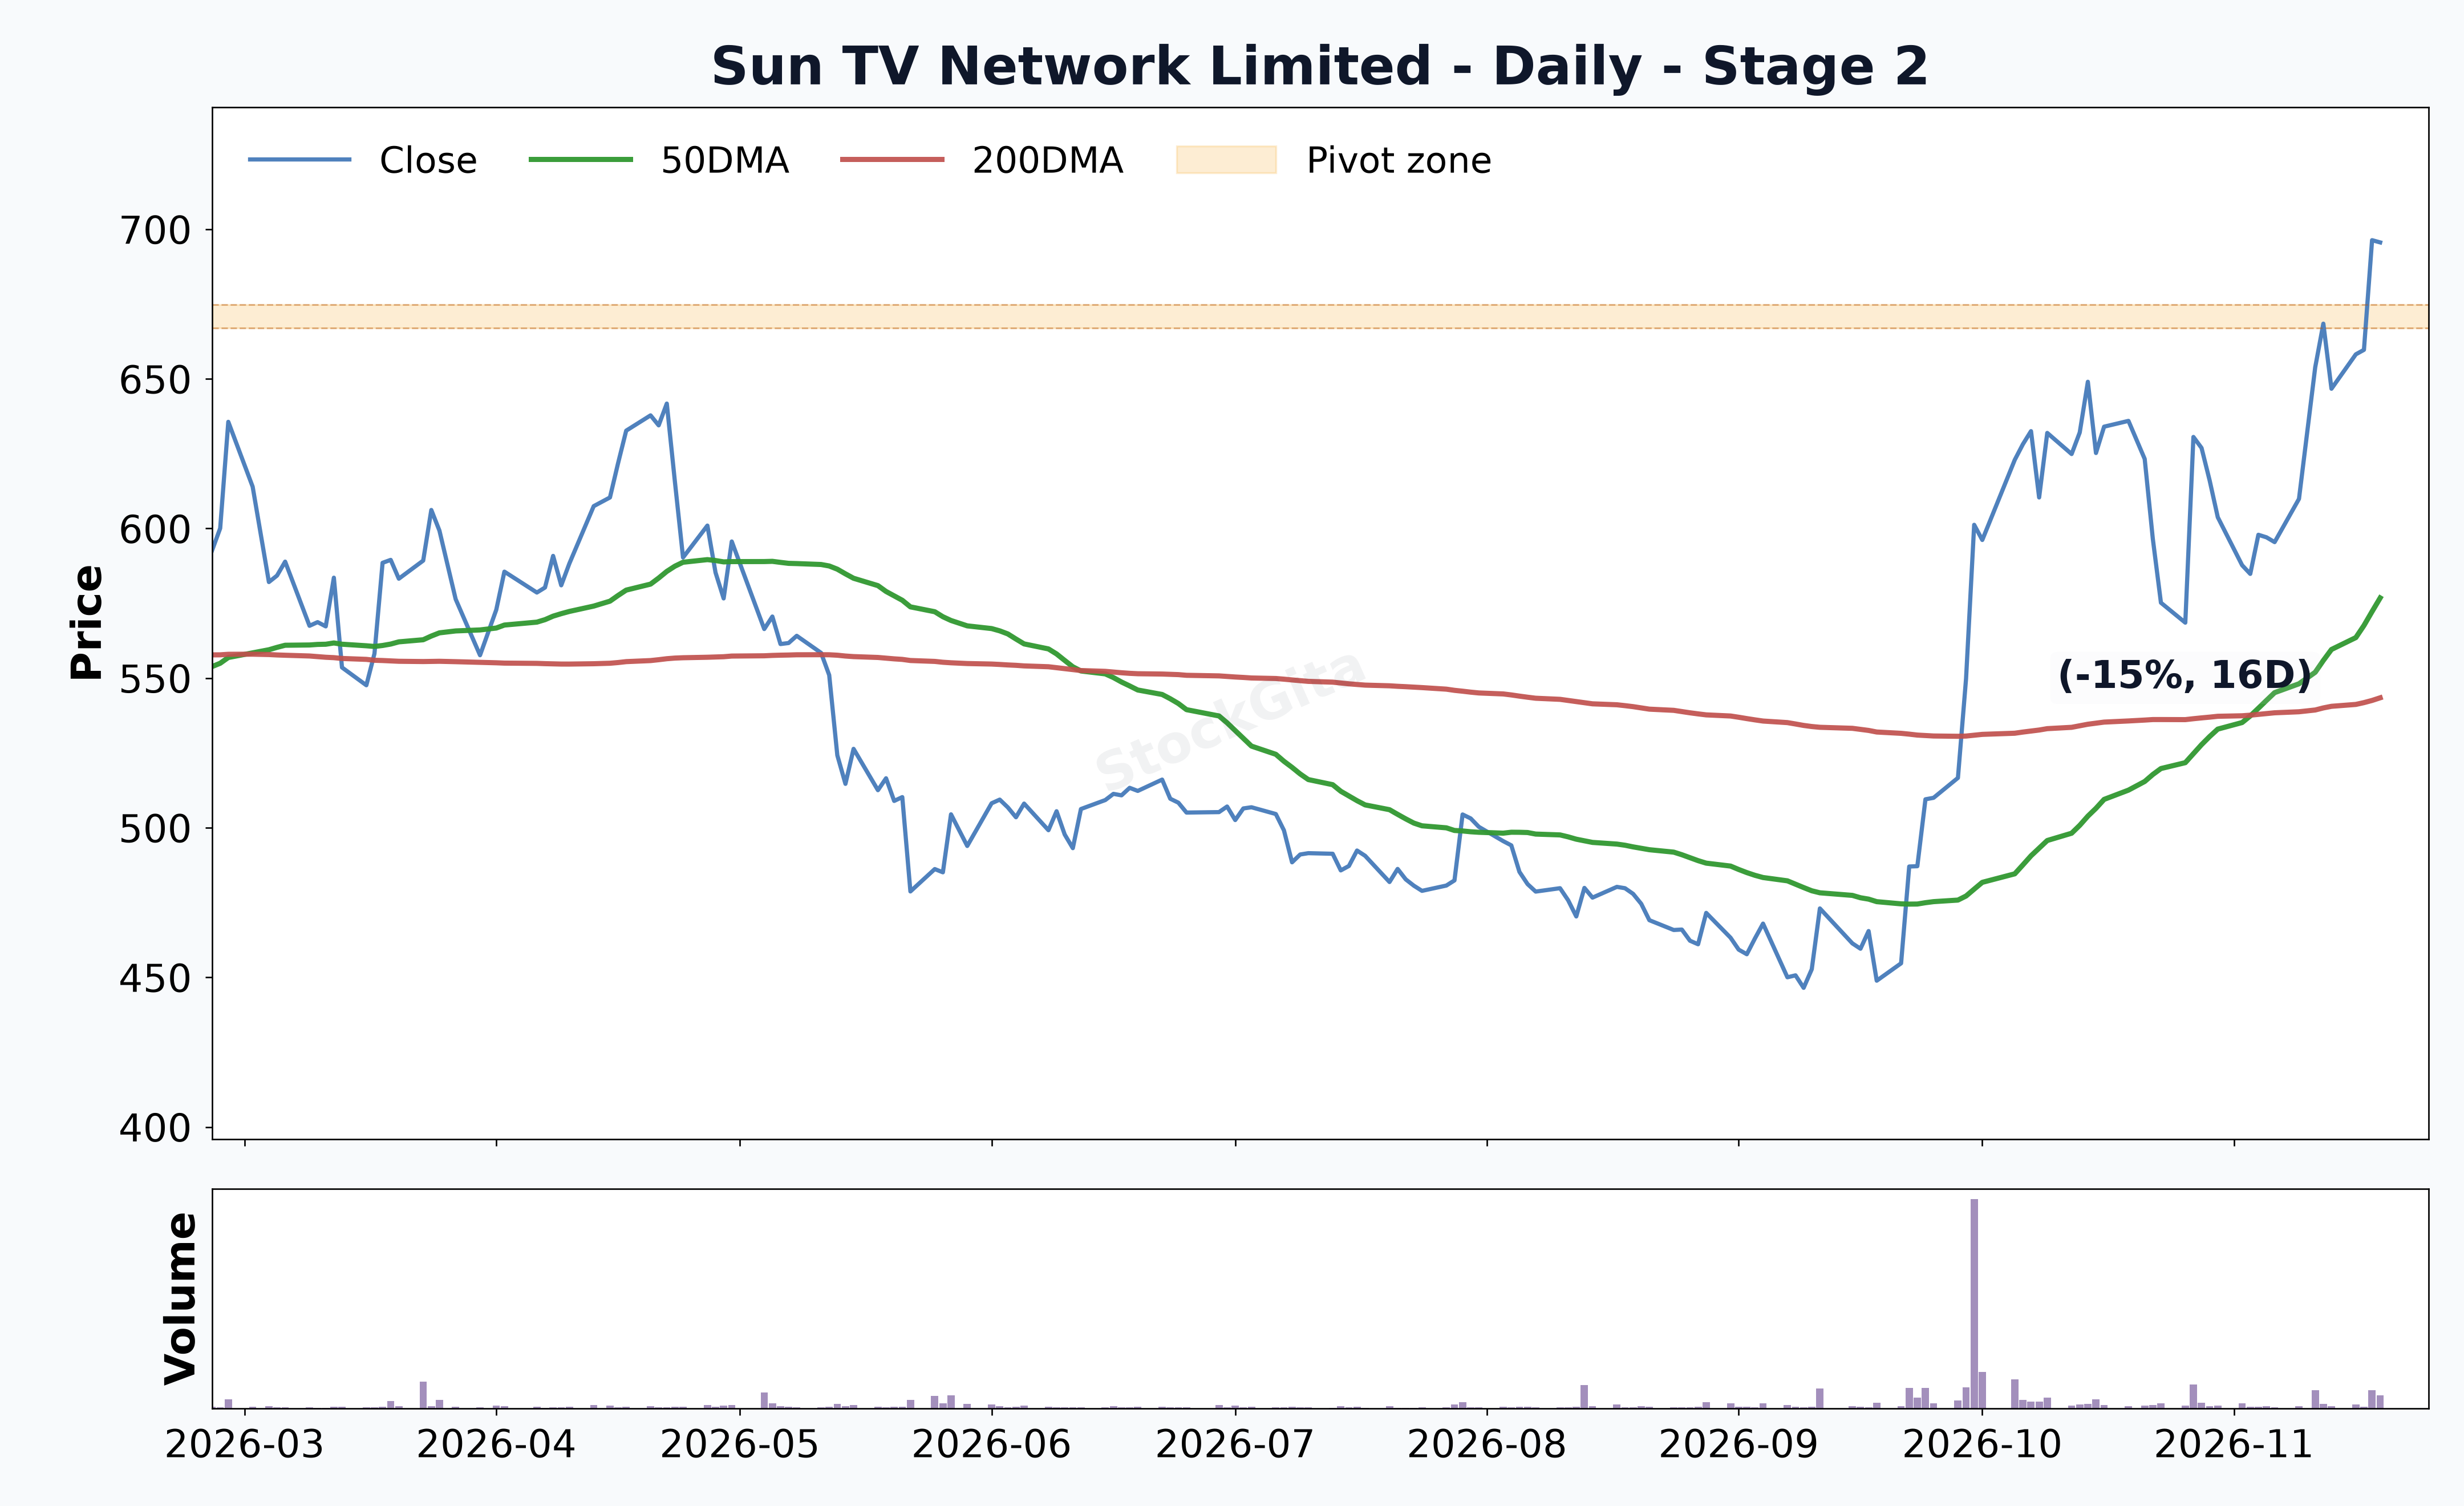 Sun TV Network Limited - Daily - Stage 2
Close 50DMA 200DMA Pivot zone
700
650
600
550
500
450
400
Price
(-15%, 16D)
StockGita
Volume
2026-03 2026-04 2026-05 2026-06 2026-07 2026-08 2026-09 2026-10 2026-11